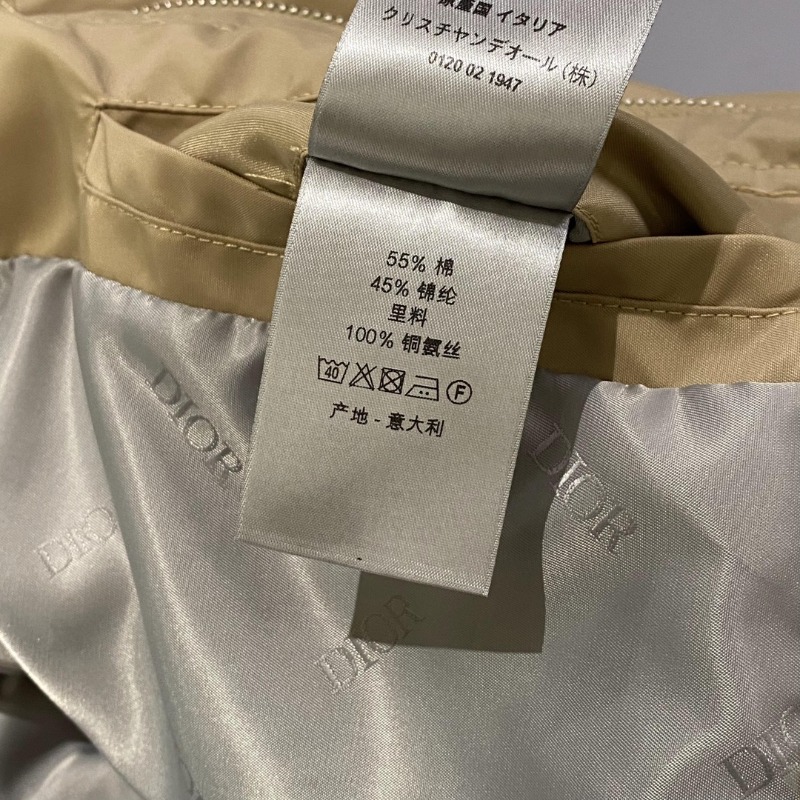 原産国 イタリア
クリスチャンデオール(株)
0120 02 1947
55% 棉
45% 锦纶
里料
100% 铜氨丝
40 F
产地 - 意大利
DIOR
DIOR
DIOR
DIOR
DIOR